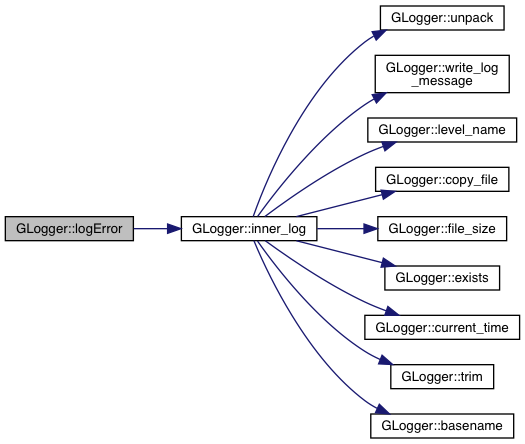 GLogger::logError
GLogger::inner_log
GLogger::unpack
GLogger::write_log
_message
GLogger::level_name
GLogger::copy_file
GLogger::file_size
GLogger::exists
GLogger::current_time
GLogger::trim
GLogger::basename